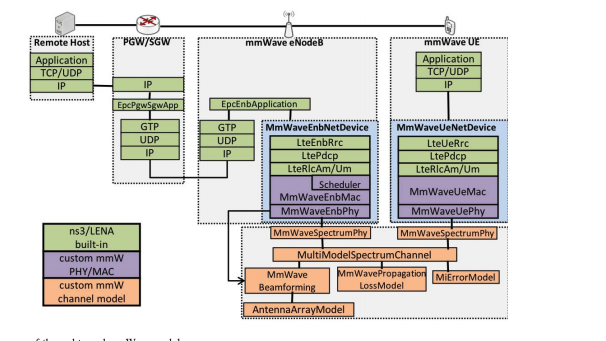 Remote Host
PGW/SGW
mmWave eNodeB
mmWave UE
Application
TCP/UDP
IP
IP
EpcPgwSgwApp
GTP
UDP
IP
EpcEnbApplication
GTP
UDP
IP
MmWaveEnbNetDevice
LteEnbRrc
LtePdcp
LteRlcAm/Um
Scheduler
MmWaveEnbMac
MmWaveEnbPhy
Application
TCP/UDP
IP
MmWaveUeNetDevice
LteUeRrc
LtePdcp
LteRlcAm/Um
MmWaveUeMac
MmWaveUePhy
MmWaveSpectrumPhy
MmWaveSpectrumPhy
MultiModelSpectrumChannel
MmWave
Beamforming
MmWavePropagation
LossModel
MiErrorModel
AntennaArrayModel
ns3/LENA
built-in
custom mmW
PHY/MAC
custom mmW
channel model